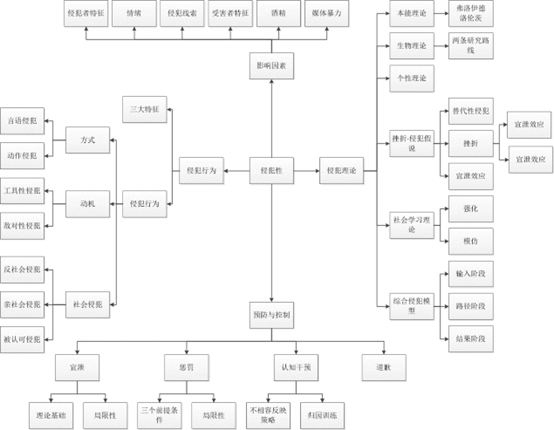 侵犯者特征
情绪
侵犯线索
受害者特征
酒精
媒体暴力
影响因素
本能理论
弗洛伊德
洛伦茨
生物理论
两条研究路
线
个性理论
三大特征
替代性侵犯
宣泄效应
言语侵犯
方式
动作侵犯
挫折-侵犯假
说
挫折
宣泄效应
宣泄效应
侵犯行为
侵犯性
侵犯理论
工具性侵犯
动机
侵犯行为
敌对性侵犯
社会学习理
论
强化
模仿
反社会侵犯
亲社会侵犯
社会侵犯
被认可侵犯
综合侵犯模
型
输入阶段
路径阶段
结果阶段
预防与控制
宣泄
惩罚
认知干预
道歉
理论基础
局限性
三个前提条
件
局限性
不相容反映
策略
归因训练